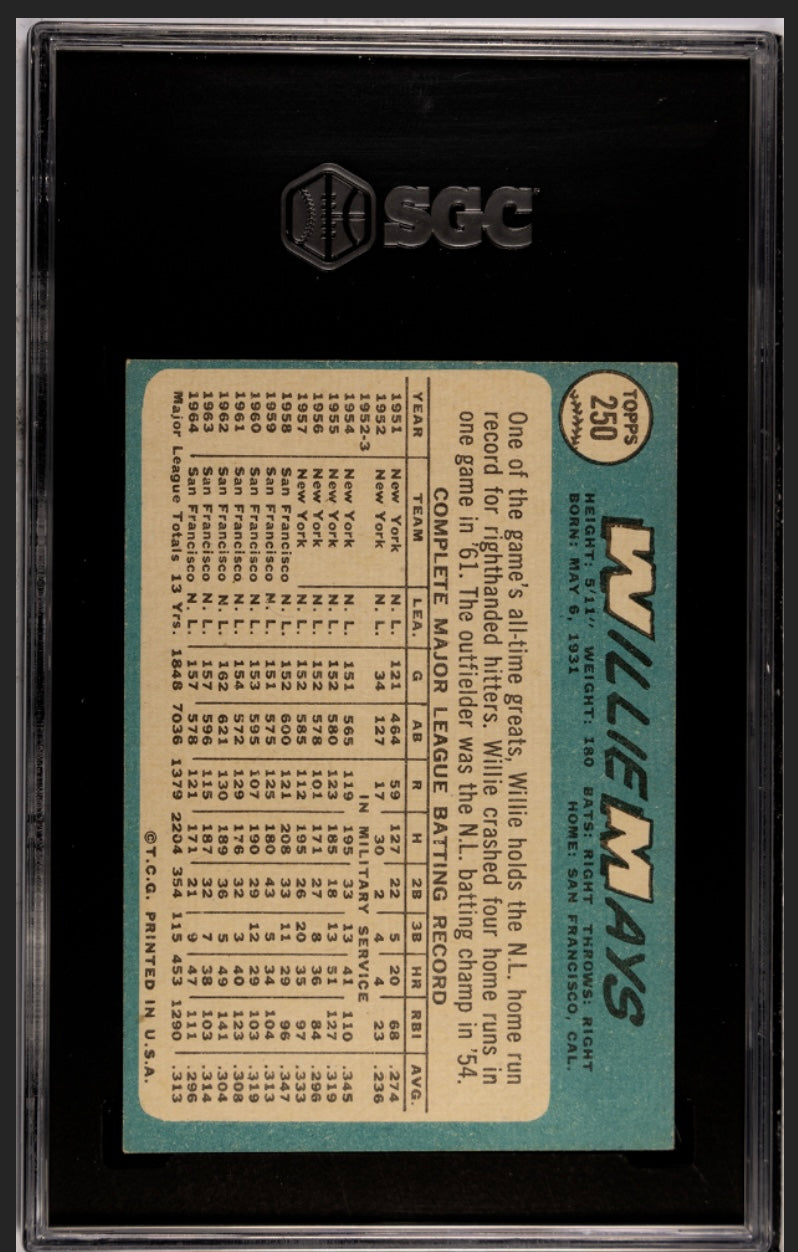 SGC
TOPPS
250
WILLIE MAYS
HEIGHT: 5'11" WEIGHT: 180 BATS: RIGHT THROWS: RIGHT
BORN: MAY 6, 1931 HOME: SAN FRANCISCO, CAL.
One of the game's all-time greats, Willie holds the N.L. home run
record for righthanded hitters. Willie crashed four home runs in
one game in '61. The outfielder was the N.L. batting champ in '54.
COMPLETE MAJOR LEAGUE BATTING RECORD
YEAR TEAM LEA. G AB R H 2B 3B HR RBI AVG.
1951 New York N. L. 121 464 59 127 22 5 20 68 .274
1952 New York N. L. 34 127 17 30 2 4 4 23 .236
1952-3 IN MILITARY SERVICE
1954 New York N. L. 151 565 119 195 33 13 41 110 .345
1955 New York N. L. 152 580 123 185 18 13 51 127 .319
1956 New York N. L. 152 578 101 171 27 8 36 84 .296
1957 New York N. L. 152 585 112 195 26 20 35 97 .333
1958 San Francisco N. L. 152 600 121 208 33 11 29 96 .347
1959 San Francisco N. L. 151 575 125 180 43 5 34 104 .313
1960 San Francisco N. L. 153 595 107 190 29 12 29 103 .319
1961 San Francisco N. L. 154 572 129 176 32 3 40 123 .308
1962 San Francisco N. L. 162 621 130 189 36 5 49 141 .304
1963 San Francisco N. L. 157 596 115 187 32 7 38 103 .314
1964 San Francisco N. L. 157 578 121 171 21 9 47 111 .296
Major League Totals 13 Yrs. 1848 7036 1379 2204 354 115 453 1290 .313
©T.C.G. PRINTED IN U.S.A.